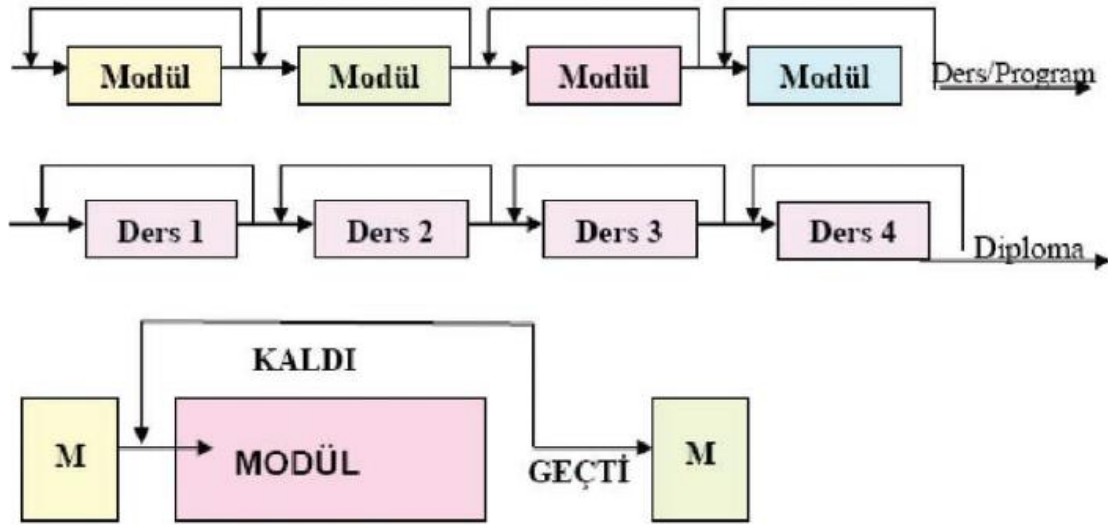 Modül Modül Modül Modül Ders/Program
Ders 1 Ders 2 Ders 3 Ders 4 Diploma
KALDI
M MODÜL GEÇTİ M